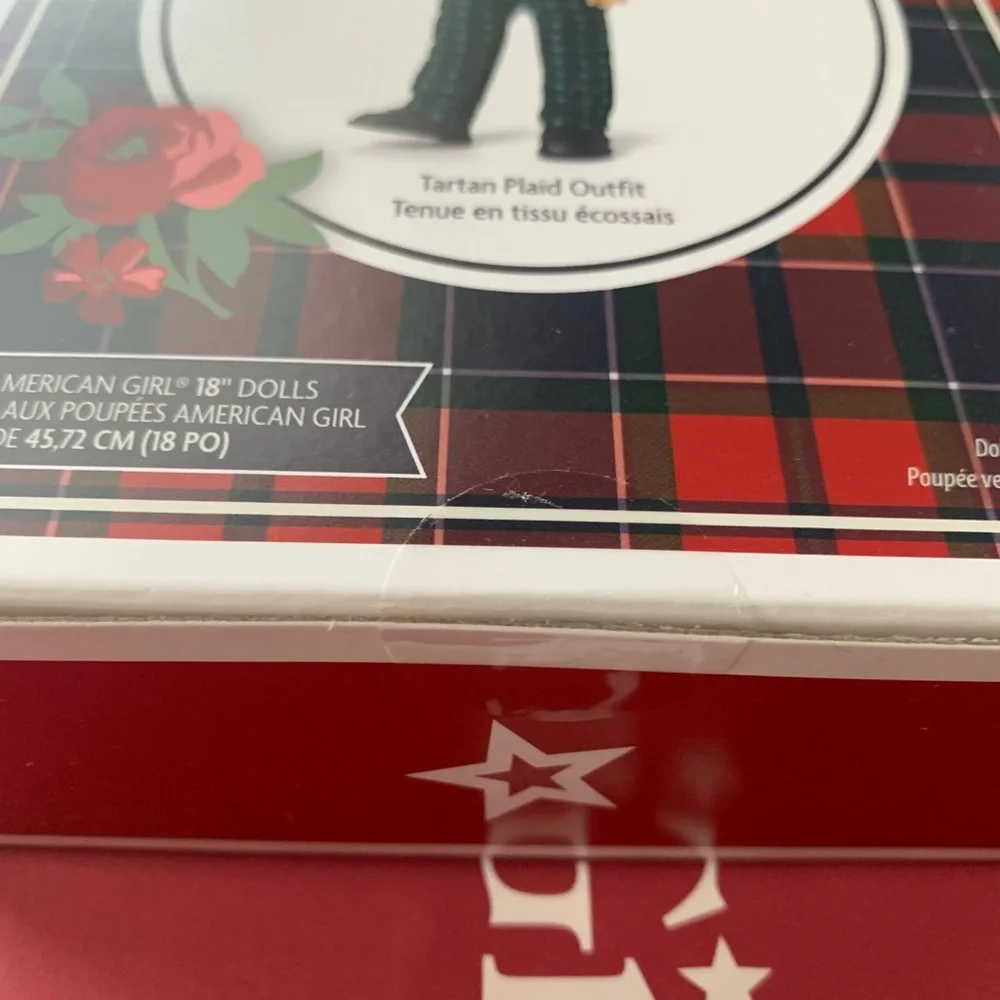 Tartan Plaid Outfit
Tenue en tissu écossais
MERICAN GIRL® 18" DOLLS
AUX POUPÉES AMERICAN GIRL
DE 45,72 CM (18 PO)
Do
Poupée ve